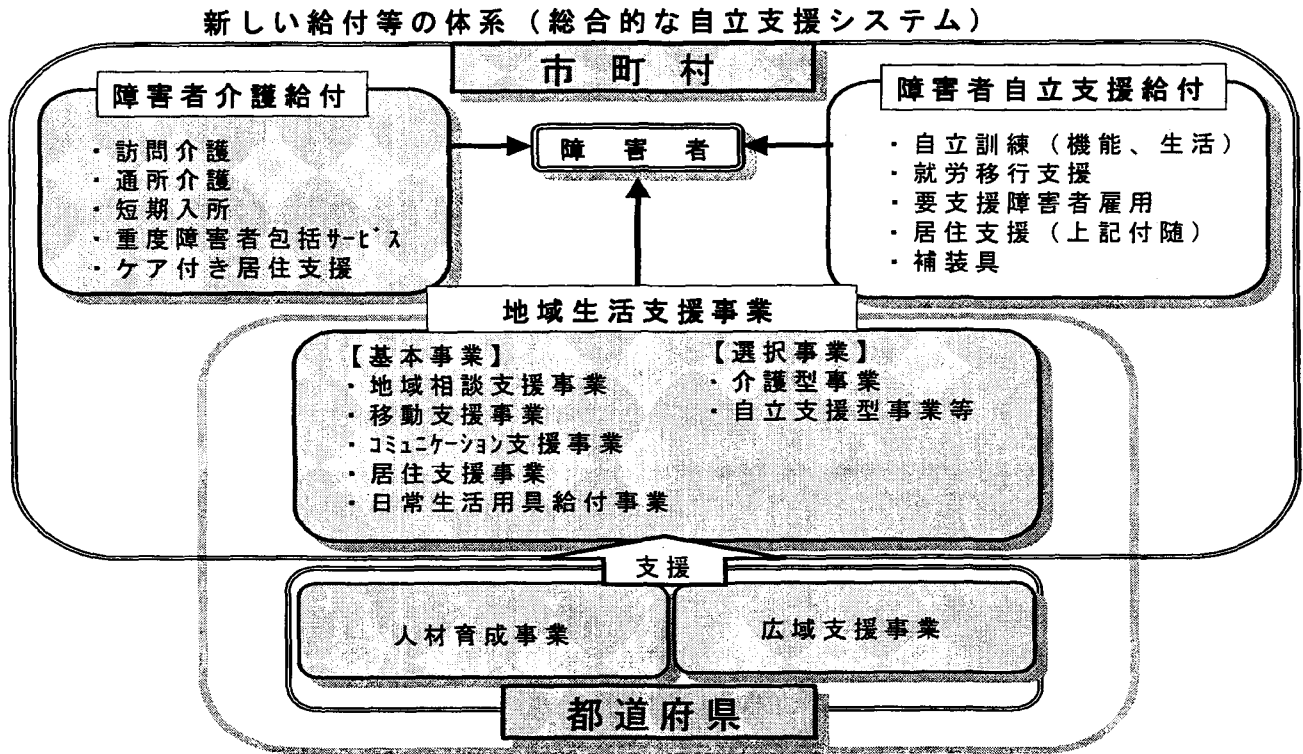 新しい給付等の体系（総合的な自立支援システム）
市町村
障害者介護給付
・訪問介護
・通所介護
・短期入所
・重度障害者包括ｻｰﾋﾞｽ
・ケア付き居住支援
障害者
障害者自立支援給付
・自立訓練（機能、生活）
・就労移行支援
・要支援障害者雇用
・居住支援（上記付随）
・補装具
地域生活支援事業
【基本事業】
・地域相談支援事業
・移動支援事業
・ｺﾐｭﾆｹｰｼｮﾝ支援事業
・居住支援事業
・日常生活用具給付事業
【選択事業】
・介護型事業
・自立支援型事業等
支援
人材育成事業
広域支援事業
都道府県